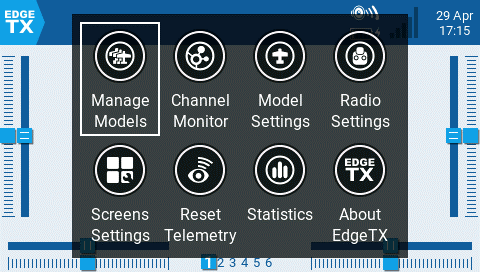 EDGE
TX
29 Apr
17:15
Manage
Models
Channel
Monitor
Model
Settings
Radio
Settings
Screens
Settings
Reset
Telemetry
Statistics
EDGE
TX
About
EdgeTX
1 2 3 4 5 6